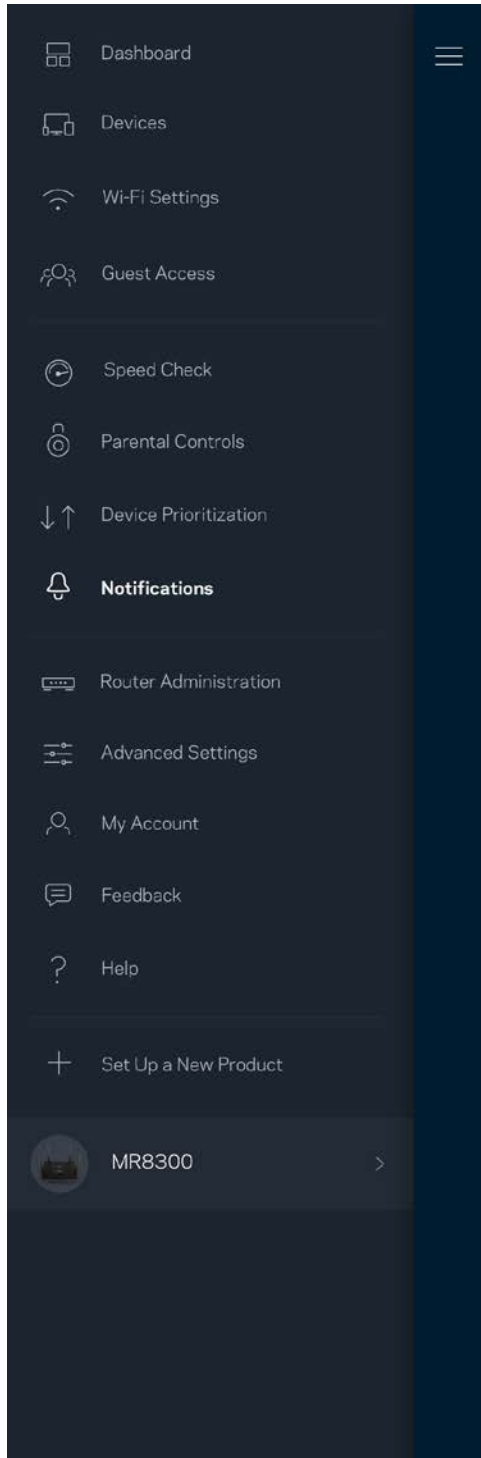 Dashboard
Devices
Wi-Fi Settings
Guest Access
Speed Check
Parental Controls
Device Prioritization
Notifications
Router Administration
Advanced Settings
My Account
Feedback
Help
Set Up a New Product
MR8300